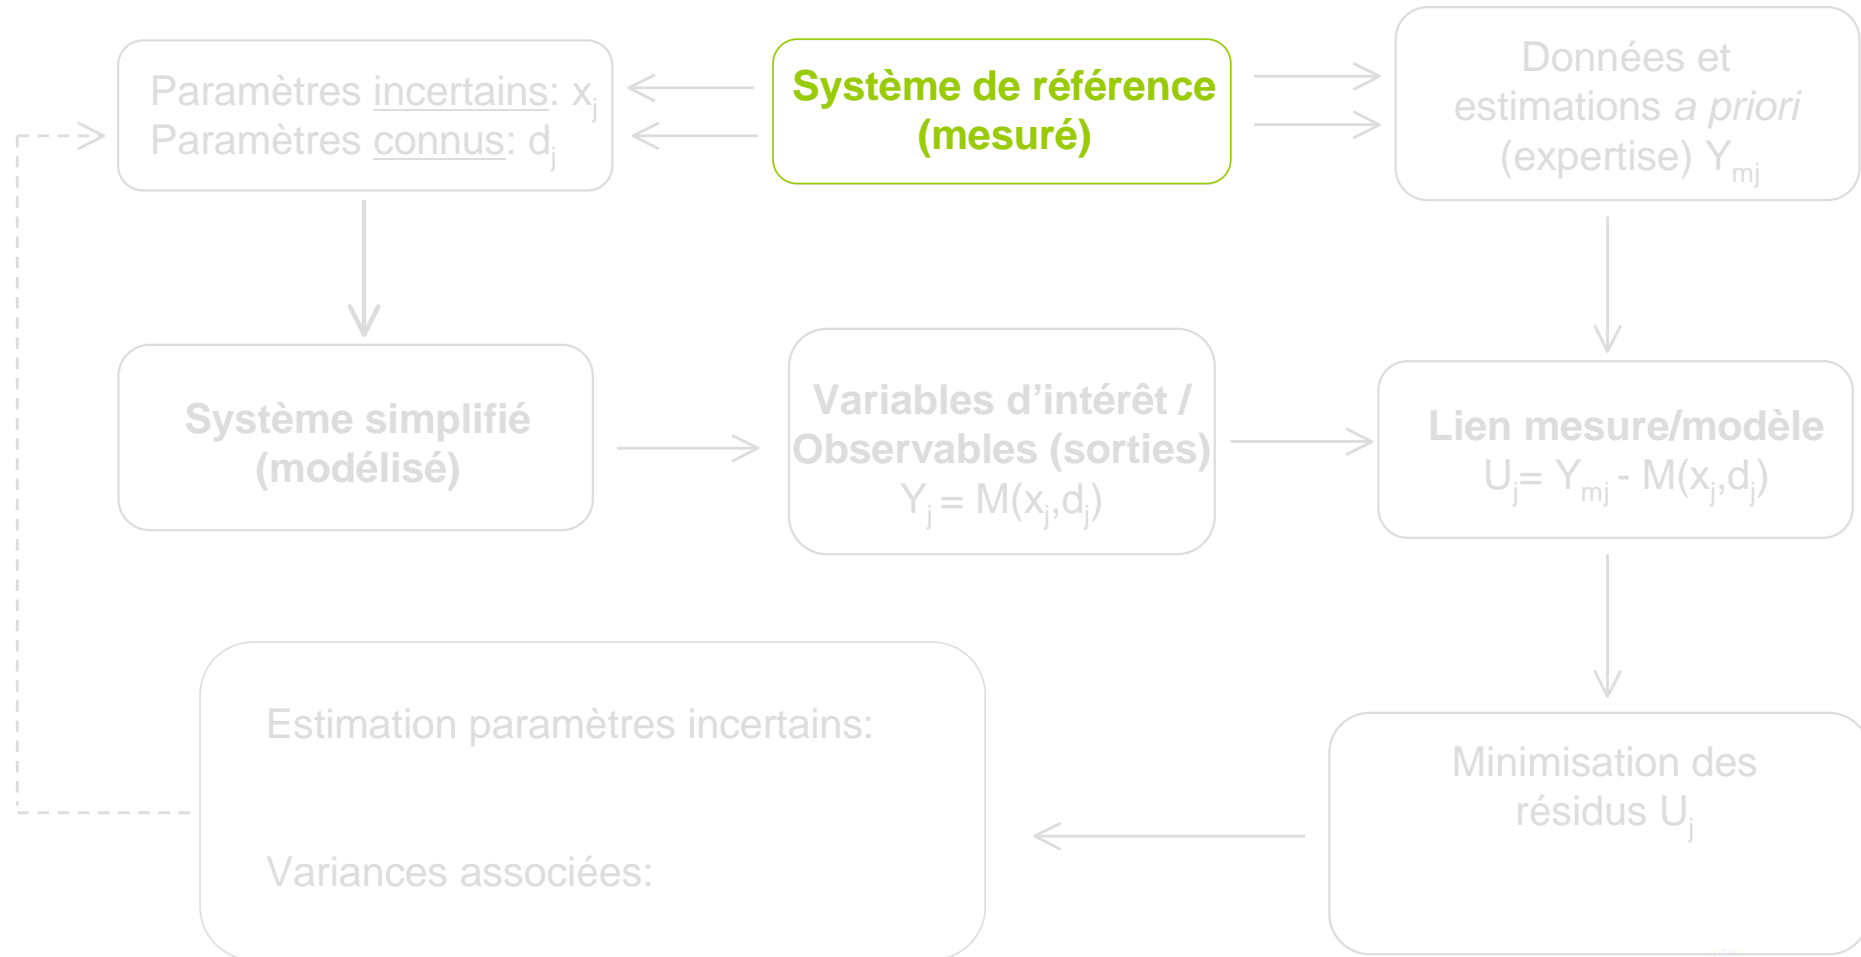 Paramètres incertains: xj
Paramètres connus: dj
Système de référence
(mesuré)
Données et
estimations a priori
(expertise) Ymj
Système simplifié
(modélisé)
Variables d’intérêt /
Observables (sorties)
Yj = M(xj,dj)
Lien mesure/modèle
Uj= Ymj - M(xj,dj)
Estimation paramètres incertains:
Variances associées:
Minimisation des
résidus Uj